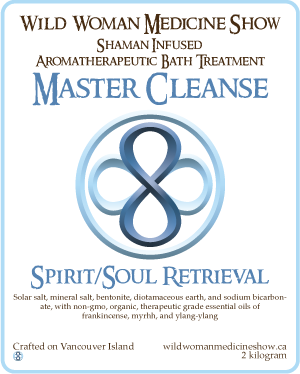 Wild Woman Medicine Show
Shaman Infused
Aromatherapeutic Bath Treatment
Master Cleanse
Spirit/Soul Retrieval
Solar salt, mineral salt, bentonite, diotamaceous earth, and sodium bicarbon-
ate, with non-gmo, organic, therapeutic grade essential oils of
frankincense, myrrh, and ylang-ylang
Crafted on Vancouver Island
wildwomanmedicineshow.ca
2 kilogram